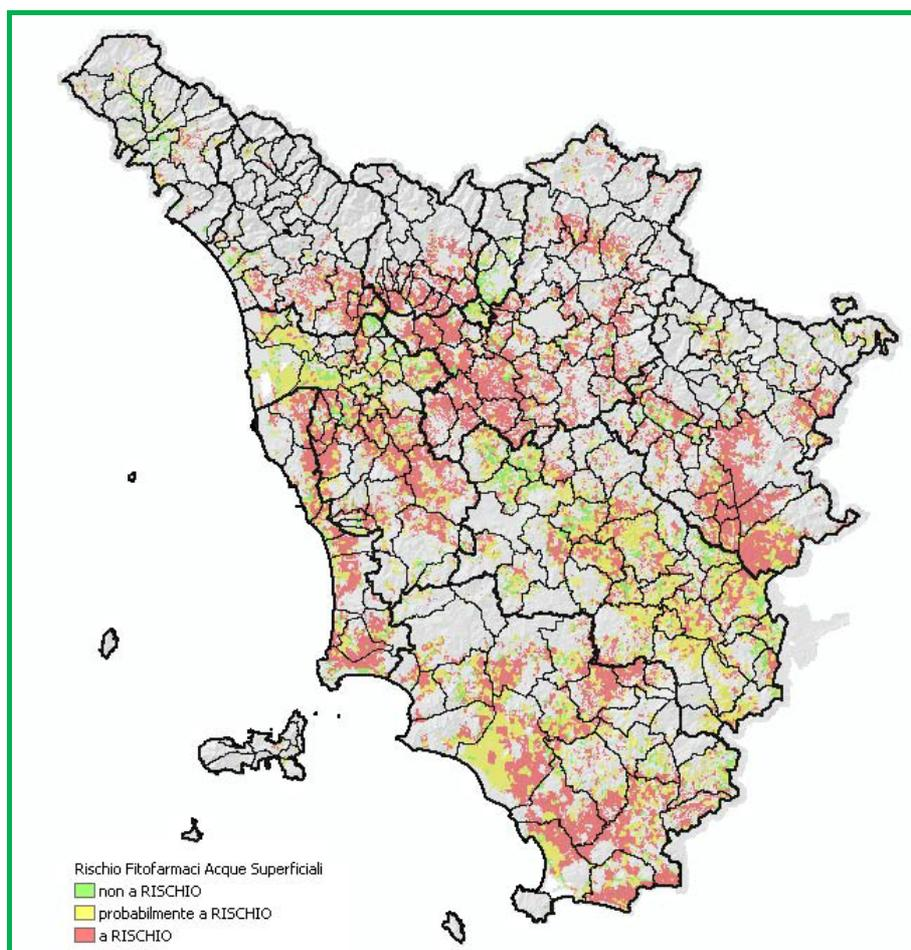 Rischio Fitofarmaci Acque Superficiali
non a RISCHIO
probabilmente a RISCHIO
a RISCHIO